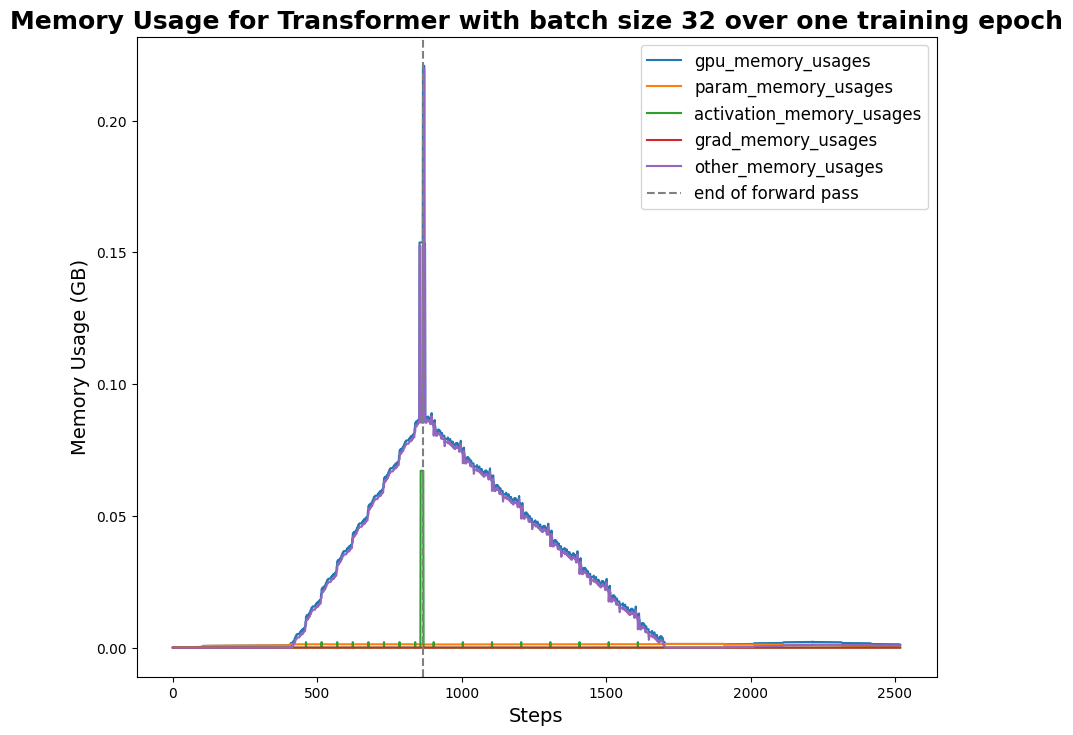 Memory Usage for Transformer with batch size 32 over one training epoch
gpu_memory_usages
param_memory_usages
activation_memory_usages
grad_memory_usages
other_memory_usages
end of forward pass
Memory Usage (GB)
0.20
0.15
0.10
0.05
0.00
0 500 1000 1500 2000 2500
Steps